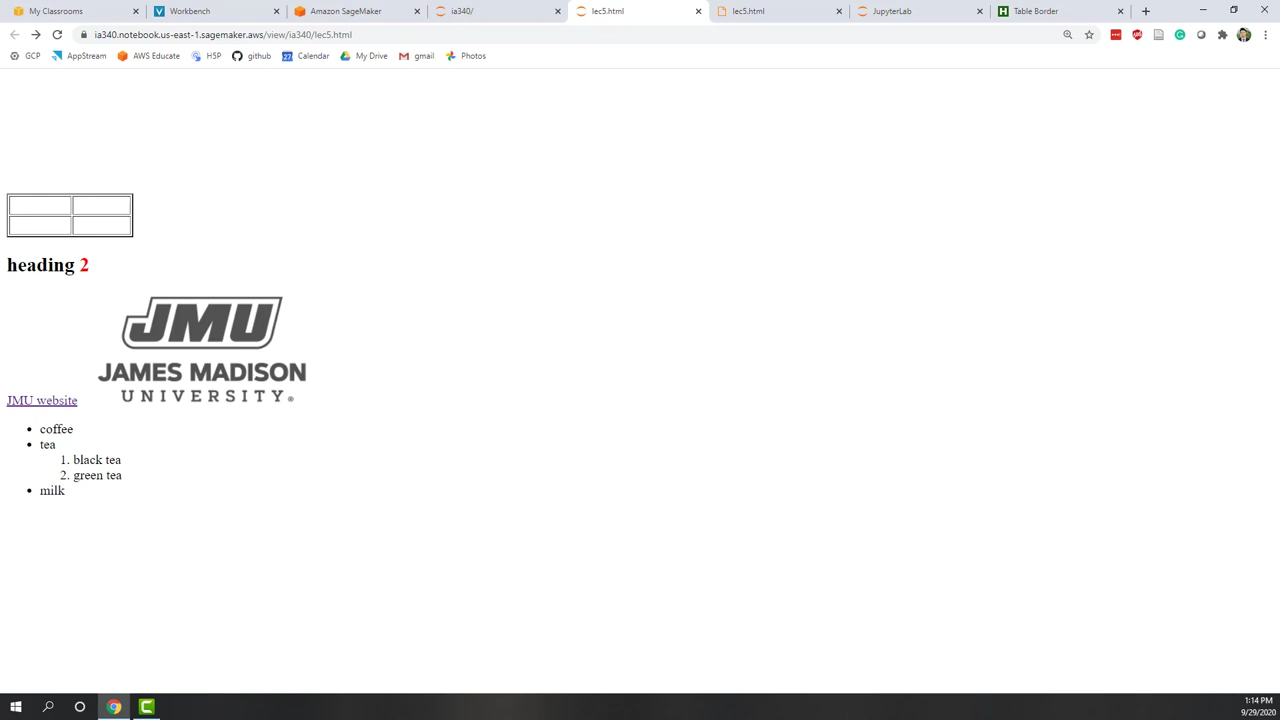 My Classrooms
Workbench
Amazon SageMaker
ia340/
lec5.html
lec5.html
JupyterLab
Table Border
ia340.notebook.us-east-1.sagemaker.aws/view/ia340/lec5.html
GCP
AppStream
AWS Educate
H5P
github
27
Calendar
My Drive
gmail
Photos
heading 2
JMU
JAMES MADISON
UNIVERSITY®
JMU website
• coffee
• tea
1. black tea
2. green tea
• milk
1:14 PM
9/29/2020